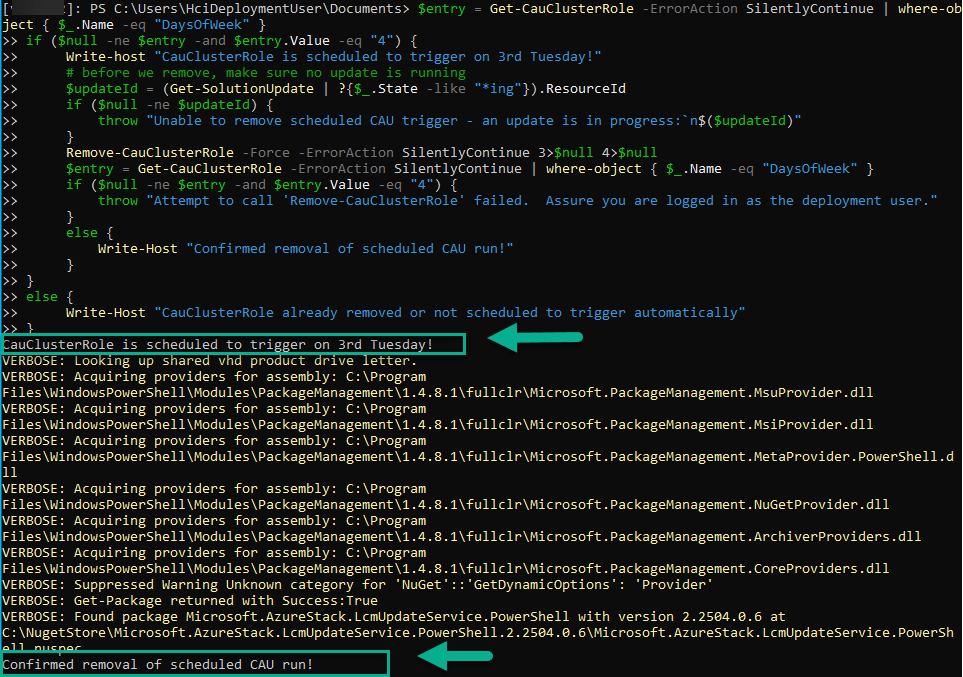 []: PS C:\Users\HciDeploymentUser\Documents> $entry = Get-CauClusterRole -ErrorAction SilentlyContinue | where-ob
ject { $_.Name -eq "DaysOfWeek" }
>> if ($null -ne $entry -and $entry.Value -eq "4") {
>>     Write-host "CauClusterRole is scheduled to trigger on 3rd Tuesday!"
>>     # before we remove, make sure no update is running
>>     $updateId = (Get-SolutionUpdate | ?{$_.State -like "*ing"}).ResourceId
>>     if ($null -ne $updateId) {
>>         throw "Unable to remove scheduled CAU trigger - an update is in progress:`n$($updateId)"
>>     }
>>     Remove-CauClusterRole -Force -ErrorAction SilentlyContinue 3>$null 4>$null
>>     $entry = Get-CauClusterRole -ErrorAction SilentlyContinue | where-object { $_.Name -eq "DaysOfWeek" }
>>     if ($null -ne $entry -and $entry.Value -eq "4") {
>>         throw "Attempt to call 'Remove-CauClusterRole' failed.  Assure you are logged in as the deployment user."
>>     }
>>     else {
>>         Write-Host "Confirmed removal of scheduled CAU run!"
>>     }
>> }
>> else {
>>     Write-Host "CauClusterRole already removed or not scheduled to trigger automatically"
>> }
CauClusterRole is scheduled to trigger on 3rd Tuesday!
VERBOSE: Looking up shared vhd product drive letter.
VERBOSE: Acquiring providers for assembly: C:\Program
Files\WindowsPowerShell\Modules\PackageManagement\1.4.8.1\fullclr\Microsoft.PackageManagement.MsuProvider.dll
VERBOSE: Acquiring providers for assembly: C:\Program
Files\WindowsPowerShell\Modules\PackageManagement\1.4.8.1\fullclr\Microsoft.PackageManagement.MsiProvider.dll
VERBOSE: Acquiring providers for assembly: C:\Program
Files\WindowsPowerShell\Modules\PackageManagement\1.4.8.1\fullclr\Microsoft.PackageManagement.MetaProvider.PowerShell.d
ll
VERBOSE: Acquiring providers for assembly: C:\Program
Files\WindowsPowerShell\Modules\PackageManagement\1.4.8.1\fullclr\Microsoft.PackageManagement.NuGetProvider.dll
VERBOSE: Acquiring providers for assembly: C:\Program
Files\WindowsPowerShell\Modules\PackageManagement\1.4.8.1\fullclr\Microsoft.PackageManagement.ArchiverProviders.dll
VERBOSE: Acquiring providers for assembly: C:\Program
Files\WindowsPowerShell\Modules\PackageManagement\1.4.8.1\fullclr\Microsoft.PackageManagement.CoreProviders.dll
VERBOSE: Suppressed Warning Unknown category for 'NuGet'::'GetDynamicOptions': 'Provider'
VERBOSE: Get-Package returned with Success:True
VERBOSE: Found package Microsoft.AzureStack.LcmUpdateService.PowerShell with version 2.2504.0.6 at
C:\NugetStore\Microsoft.AzureStack.LcmUpdateService.PowerShell.2.2504.0.6\Microsoft.AzureStack.LcmUpdateService.PowerSh
ell.nuspec
Confirmed removal of scheduled CAU run!